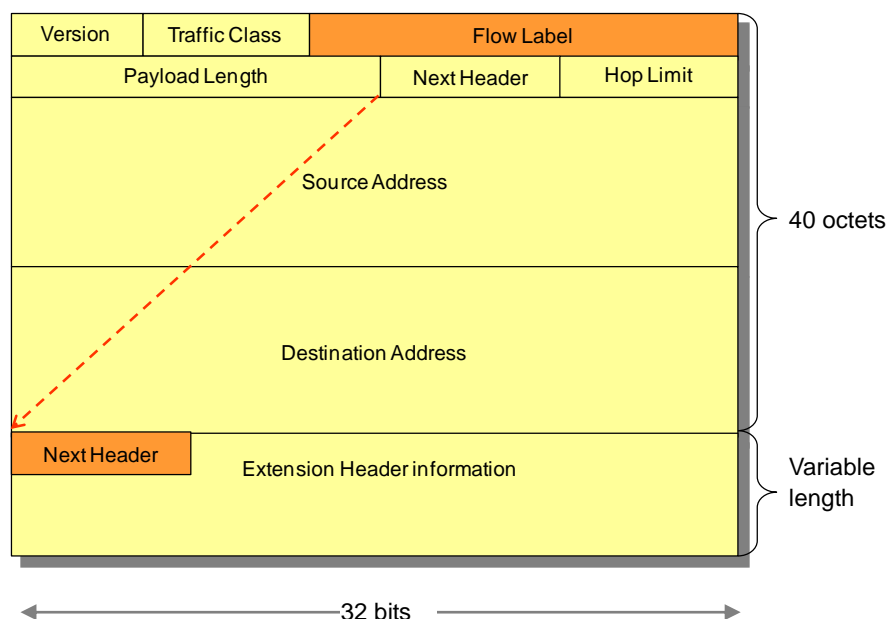 Version
Traffic Class
Flow Label
Payload Length
Next Header
Hop Limit
Source Address
40 octets
Destination Address
Next Header
Extension Header information
Variable
length
32 bits